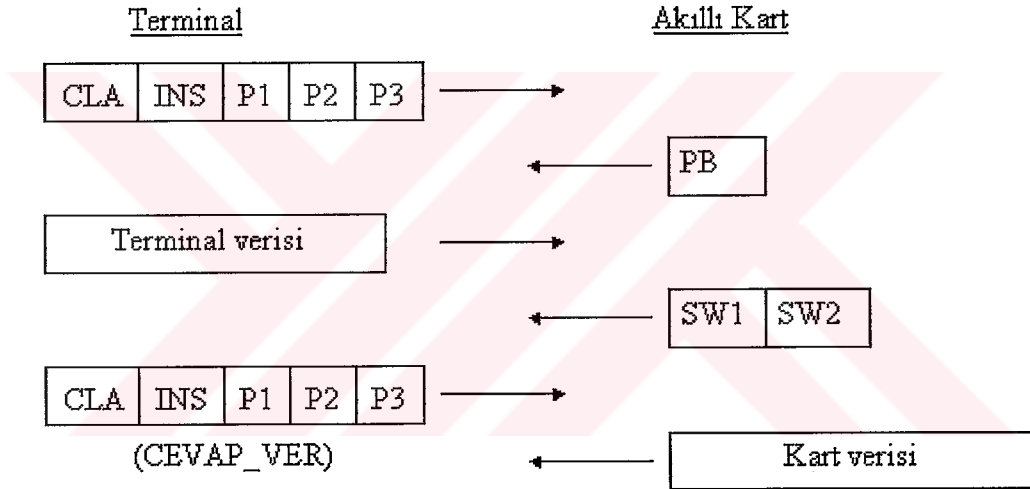 Terminal Akıllı Kart
CLA INS P1 P2 P3
PB
Terminal verisi
SW1 SW2
CLA INS P1 P2 P3
(CEVAP_VER) Kart verisi